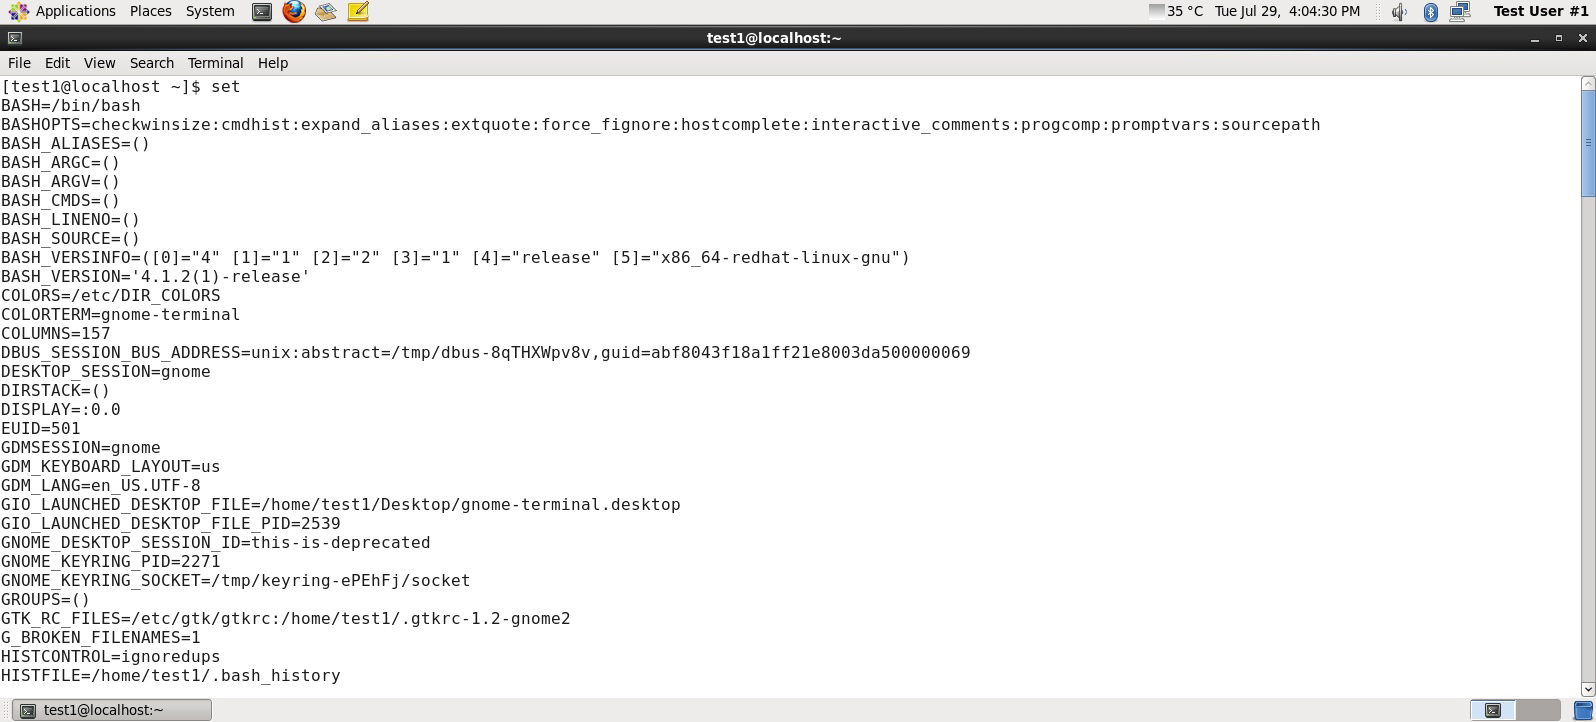 Applications Places System 35 °C Tue Jul 29, 4:04:30 PM Test User #1
test1@localhost:~
File Edit View Search Terminal Help
[test1@localhost ~]$ set
BASH=/bin/bash
BASHOPTS=checkwinsize:cmdhist:expand_aliases:extquote:force_fignore:hostcomplete:interactive_comments:progcomp:promptvars:sourcepath
BASH_ALIASES=()
BASH_ARGC=()
BASH_ARGV=()
BASH_CMDS=()
BASH_LINENO=()
BASH_SOURCE=()
BASH_VERSINFO=([0]="4" [1]="1" [2]="2" [3]="1" [4]="release" [5]="x86_64-redhat-linux-gnu")
BASH_VERSION='4.1.2(1)-release'
COLORS=/etc/DIR_COLORS
COLORTERM=gnome-terminal
COLUMNS=157
DBUS_SESSION_BUS_ADDRESS=unix:abstract=/tmp/dbus-8qTHXWpv8v,guid=abf8043f18a1ff21e8003da500000069
DESKTOP_SESSION=gnome
DIRSTACK=()
DISPLAY=:0.0
EUID=501
GDMSESSION=gnome
GDM_KEYBOARD_LAYOUT=us
GDM_LANG=en_US.UTF-8
GIO_LAUNCHED_DESKTOP_FILE=/home/test1/Desktop/gnome-terminal.desktop
GIO_LAUNCHED_DESKTOP_FILE_PID=2539
GNOME_DESKTOP_SESSION_ID=this-is-deprecated
GNOME_KEYRING_PID=2271
GNOME_KEYRING_SOCKET=/tmp/keyring-ePEhFj/socket
GROUPS=()
GTK_RC_FILES=/etc/gtk/gtkrc:/home/test1/.gtkrc-1.2-gnome2
G_BROKEN_FILENAMES=1
HISTCONTROL=ignoredups
HISTFILE=/home/test1/.bash_history
test1@localhost:~